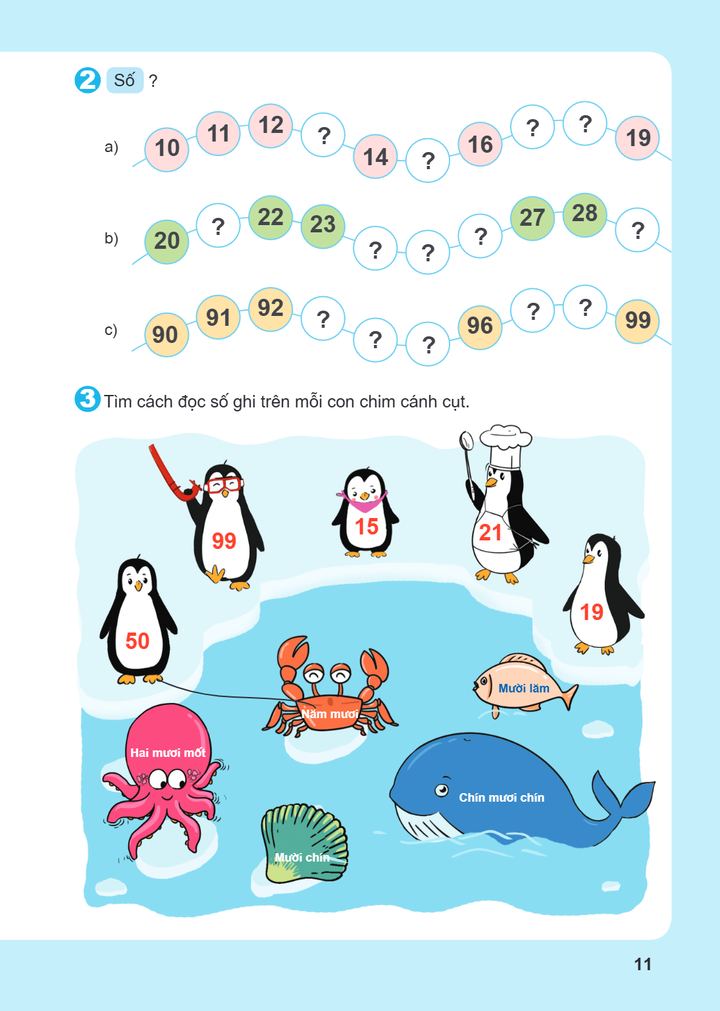 2 Số ?
a) 10 11 12 ? 14 ? 16 ? ? 19
b) 20 ? 22 23 ? ? ? 27 28 ?
c) 90 91 92 ? ? ? 96 ? ? 99
3 Tìm cách đọc số ghi trên mỗi con chim cánh cụt.
99
15
21
19
50
Mười lăm
Năm mươi
Hai mươi mốt
Chín mươi chín
Mười chín
11